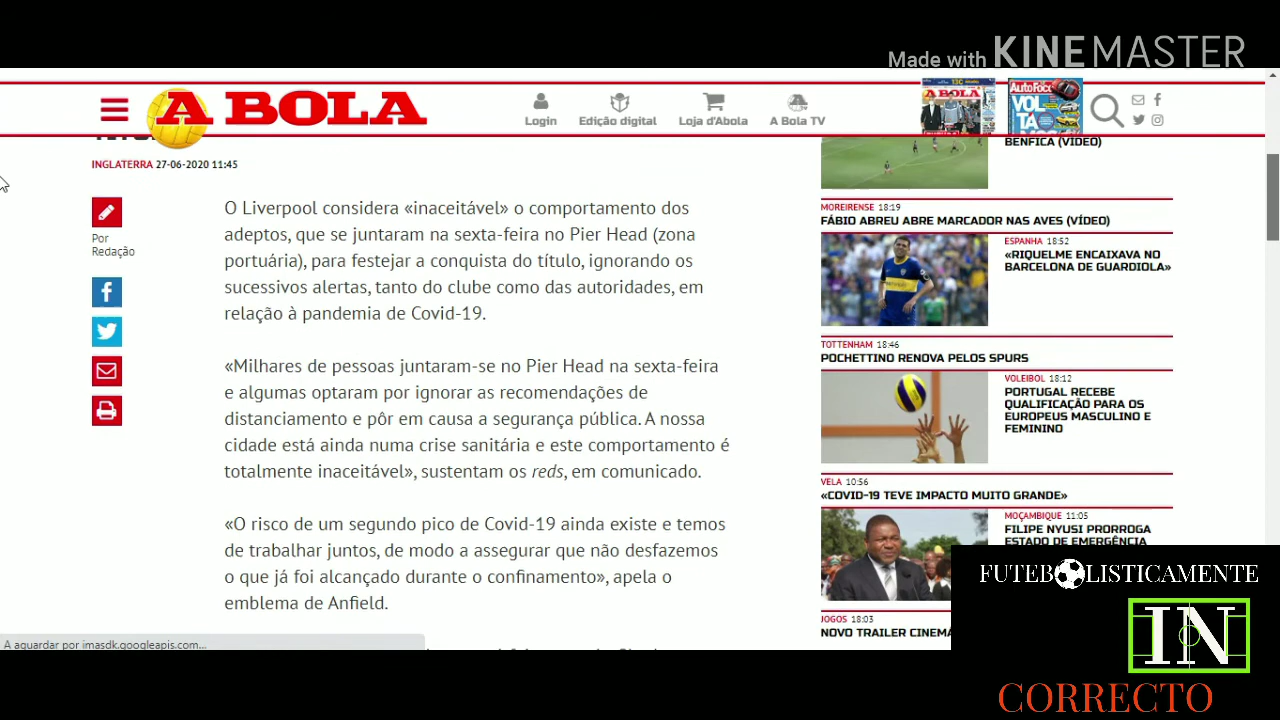 Made with KINEMASTER
A BOLA
Login
Edição digital
Loja d'Abola
A Bola TV
INGLATERRA 27-06-2020 11:45
Por
Redação
O Liverpool considera «inaceitável» o comportamento dos
adeptos, que se juntaram na sexta-feira no Pier Head (zona
portuária), para festejar a conquista do título, ignorando os
sucessivos alertas, tanto do clube como das autoridades, em
relação à pandemia de Covid-19.
«Milhares de pessoas juntaram-se no Pier Head na sexta-feira
e algumas optaram por ignorar as recomendações de
distanciamento e pôr em causa a segurança pública. A nossa
cidade está ainda numa crise sanitária e este comportamento é
totalmente inaceitável», sustentam os reds, em comunicado.
«O risco de um segundo pico de Covid-19 ainda existe e temos
de trabalhar juntos, de modo a assegurar que não desfazemos
o que já foi alcançado durante o confinamento», apela o
emblema de Anfield.
A aguardar por imasdk.googleapis.com...
A BOLA
AutoFoco
VOL
TA
BENFICA (VÍDEO)
MOREIRENSE 18:19
FÁBIO ABREU ABRE MARCADOR NAS AVES (VÍDEO)
ESPANHA 18:52
«RIQUELME ENCAIXAVA NO
BARCELONA DE GUARDIOLA»
TOTTENHAM 18:46
POCHETTINO RENOVA PELOS SPURS
VOLEIBOL 18:12
PORTUGAL RECEBE
QUALIFICAÇÃO PARA OS
EUROPEUS MASCULINO E
FEMININO
VELA 10:56
«COVID-19 TEVE IMPACTO MUITO GRANDE»
MOÇAMBIQUE 11:05
FILIPE NYUSI PRORROGA
ESTADO DE EMERGÊNCIA
JOGOS 18:03
NOVO TRAILER CINEMA
FUTEBOLISTICAMENTE
IN
CORRECTO